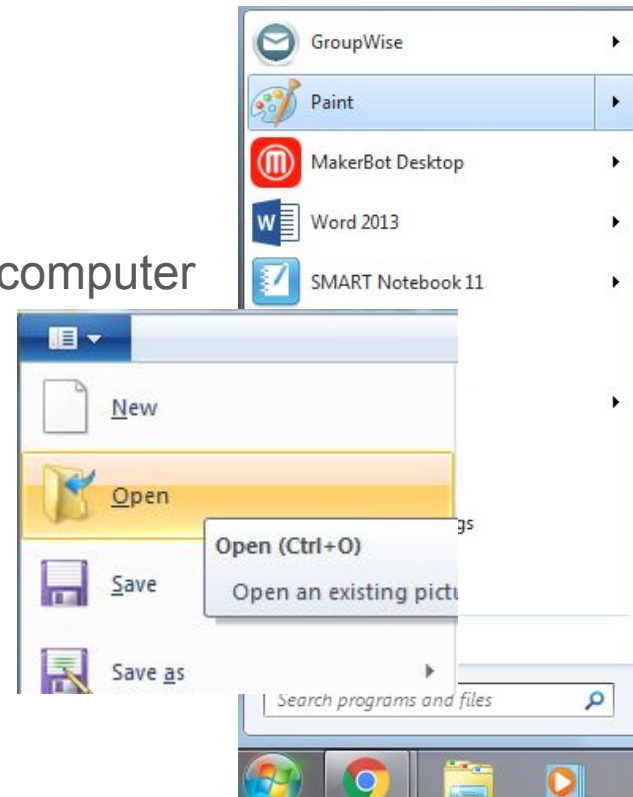 GroupWise
Paint
MakerBot Desktop
Word 2013
computer
SMART Notebook 11
New
Open
gs
Open (Ctrl+O)
Open an existing pictu
Save
Save as
Search programs and files